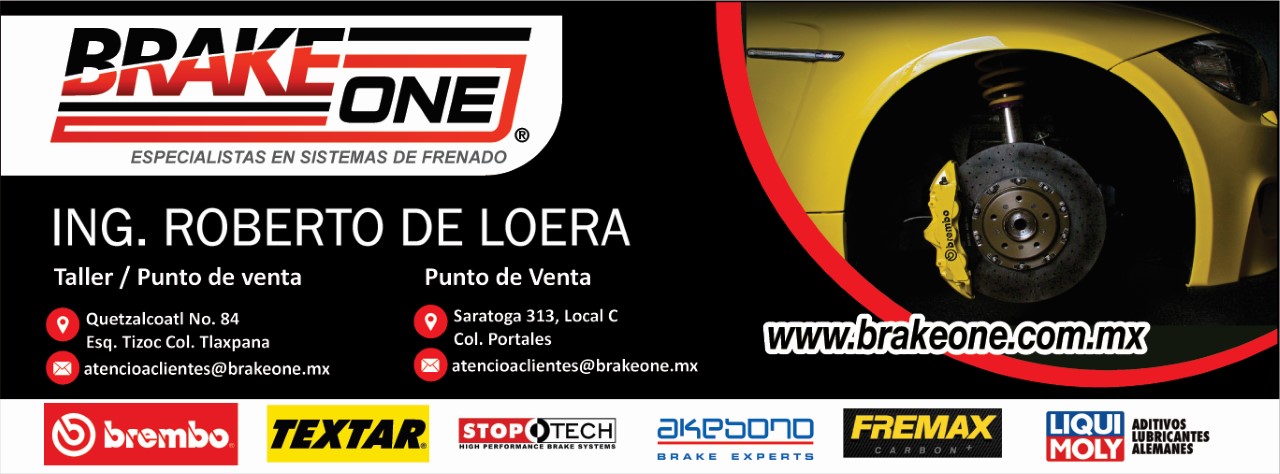 BRAKE
ONE®
ESPECIALISTAS EN SISTEMAS DE FRENADO
ING. ROBERTO DE LOERA
Taller / Punto de venta
Quetzalcoatl No. 84
Esq. Tizoc Col. Tlaxpana
atencioaclientes@brakeone.mx
Punto de Venta
Saratoga 313, Local C
Col. Portales
atencioaclientes@brakeone.mx
brembo
www.brakeone.com.mx
brembo®
TEXTAR®
STOPTECH
HIGH PERFORMANCE BRAKE SYSTEMS
akebono
BRAKE EXPERTS
FREMAX
CARBON+
LIQUI
MOLY
ADITIVOS
LUBRICANTES
ALEMANES